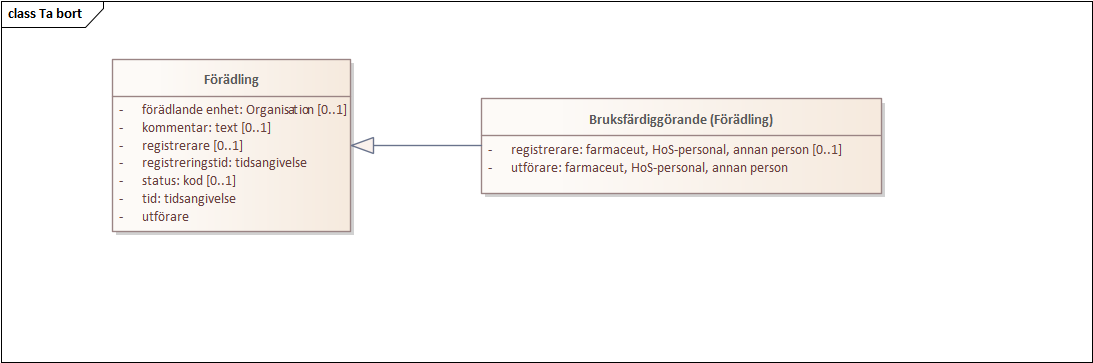 class Ta bort
Förädling
- förädlande enhet: Organisation [0..1]
- kommentar: text [0..1]
- registrerare [0..1]
- registreringstid: tidsangivelse
- status: kod [0..1]
- tid: tidsangivelse
- utförare
Bruksfärdiggörande (Förädling)
- registrerare: farmaceut, HoS-personal, annan person [0..1]
- utförare: farmaceut, HoS-personal, annan person